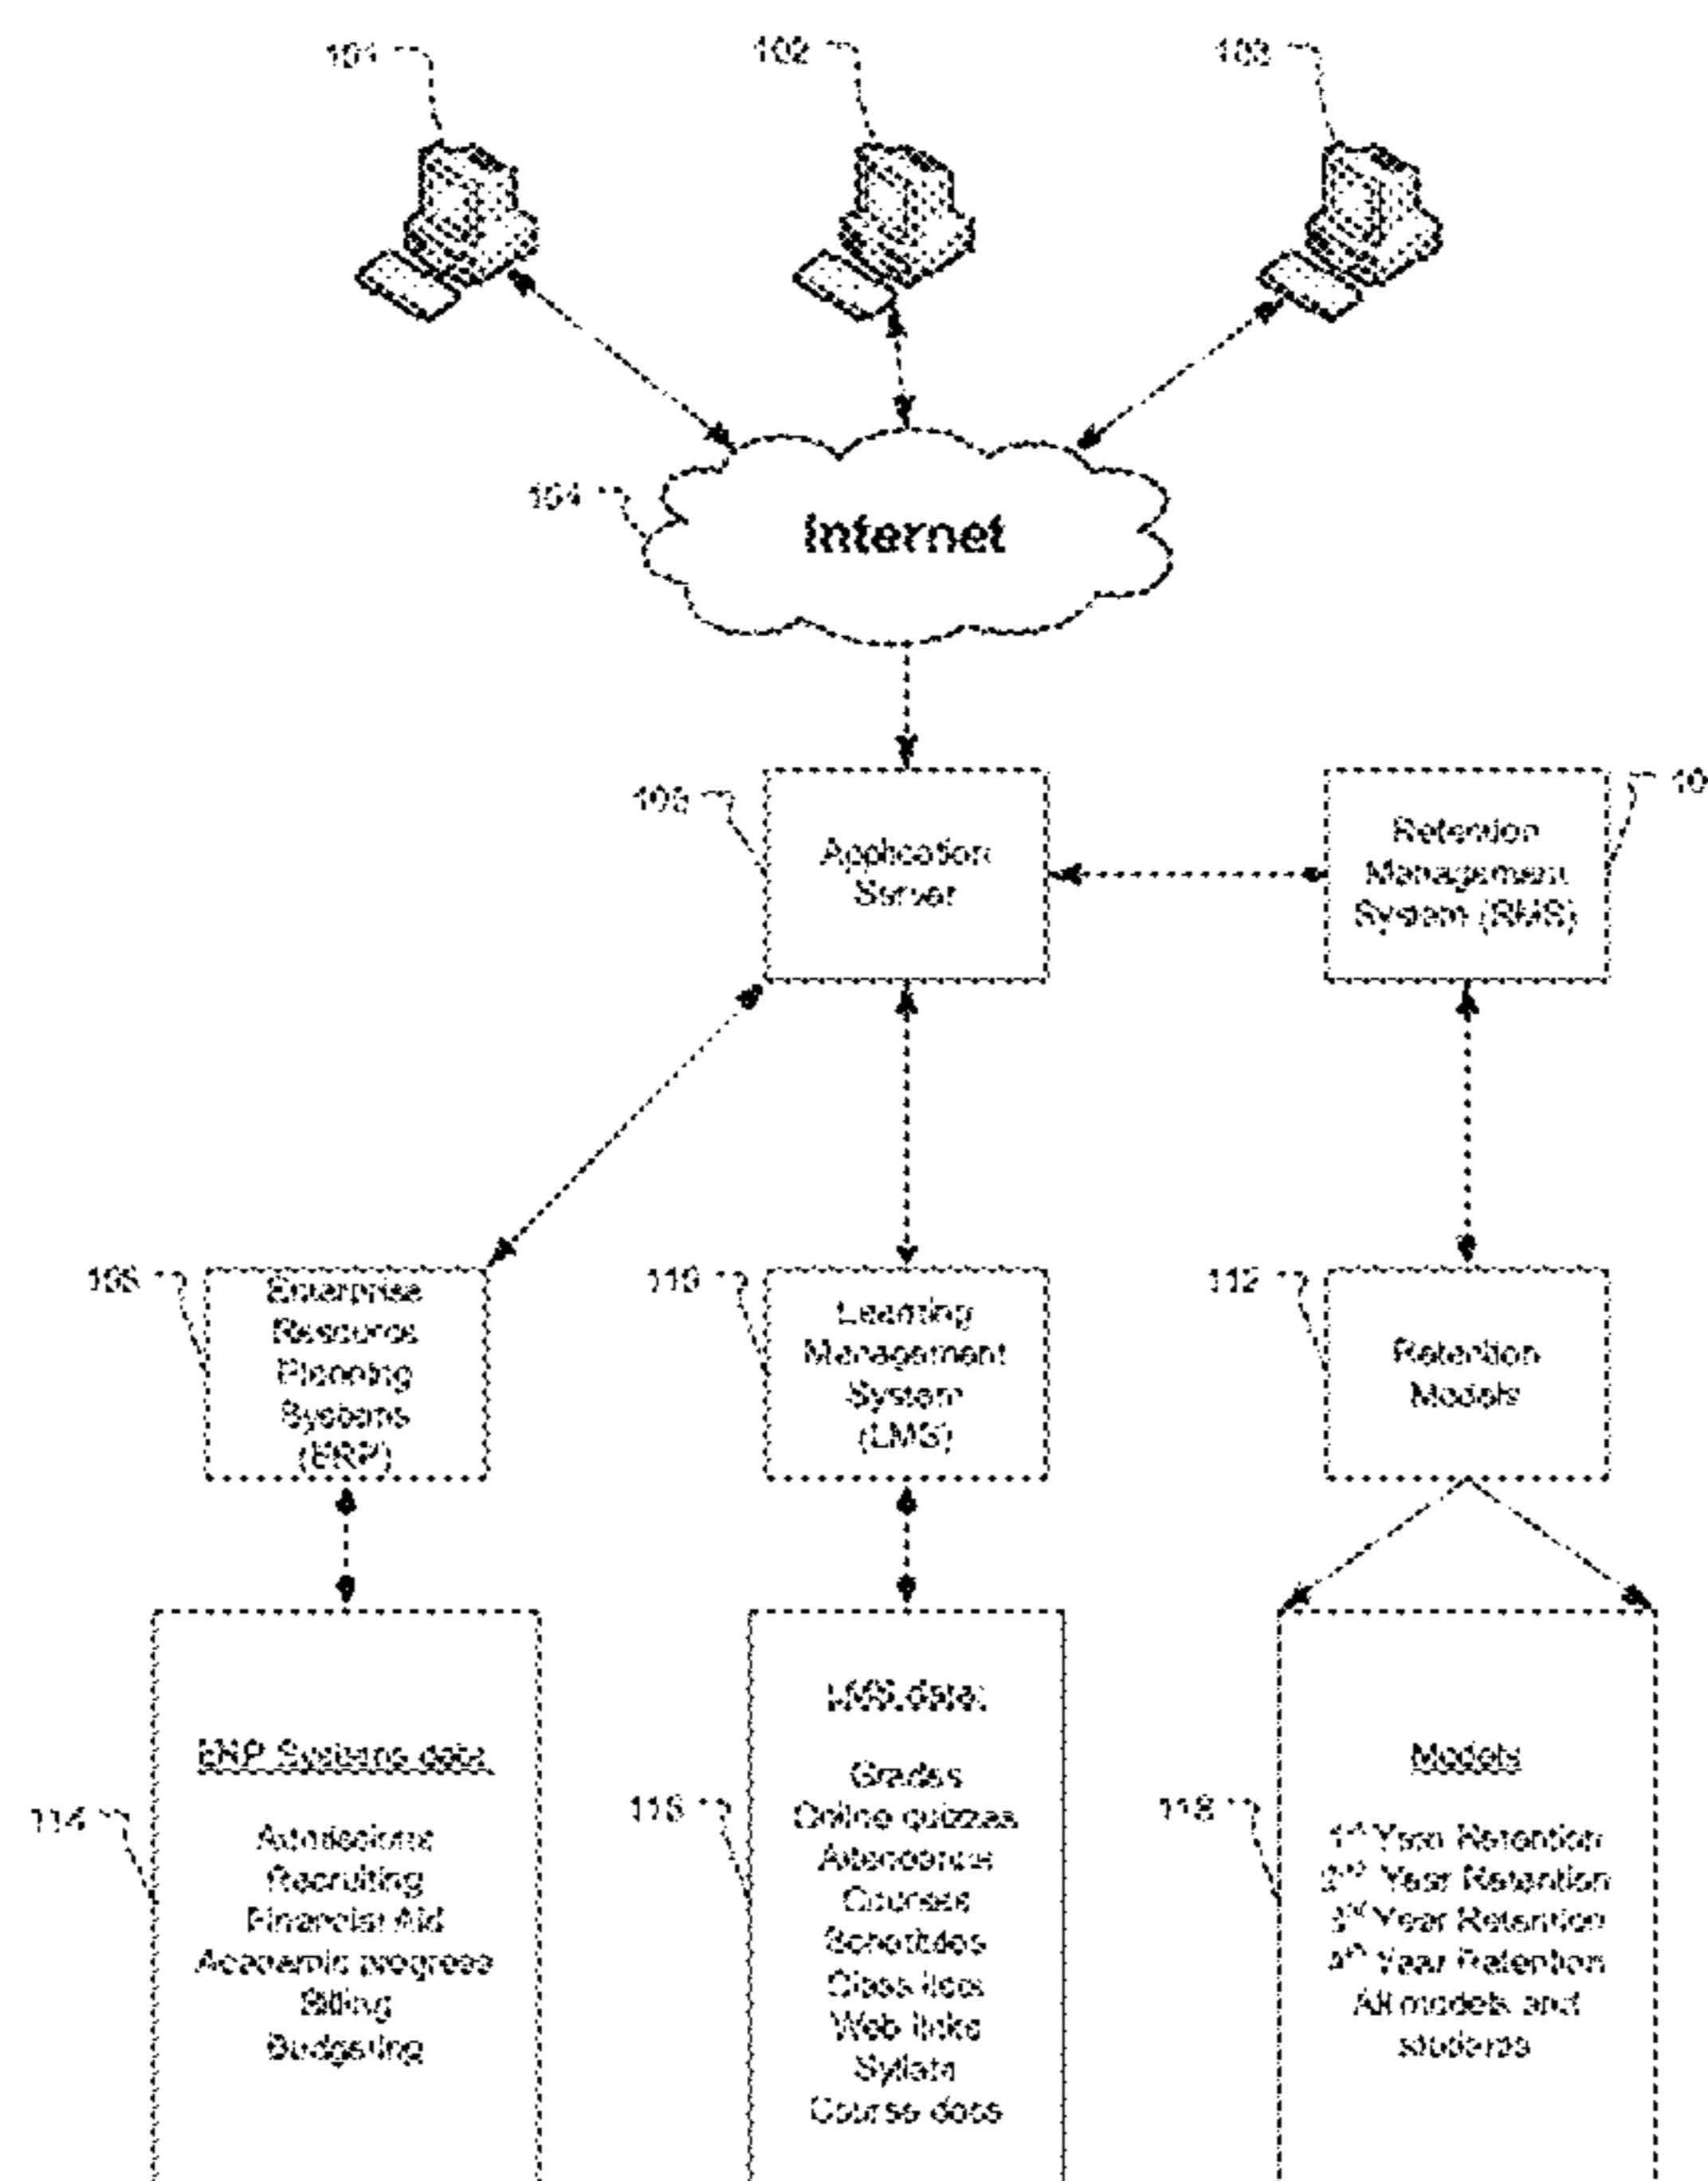 101
102
103
104
Internet
Application
Server
Retention
Management
System (RMS)
10
110
112
Enterprise
Resource
Planning
Systems
(ERP)
Learning
Management
System
(LMS)
Retention
Models
ERP Systems data
Admissions
Recruiting
Financial Aid
Academic progress
Billing
Budgeting
114
LMS data:
Grades
Online quizzes
Attendance
Courses
Schedules
Class lists
Web links
Syllabi
Course docs
118
Models
1st Year Retention
2nd Year Retention
3rd Year Retention
4th Year Retention
All models and
students